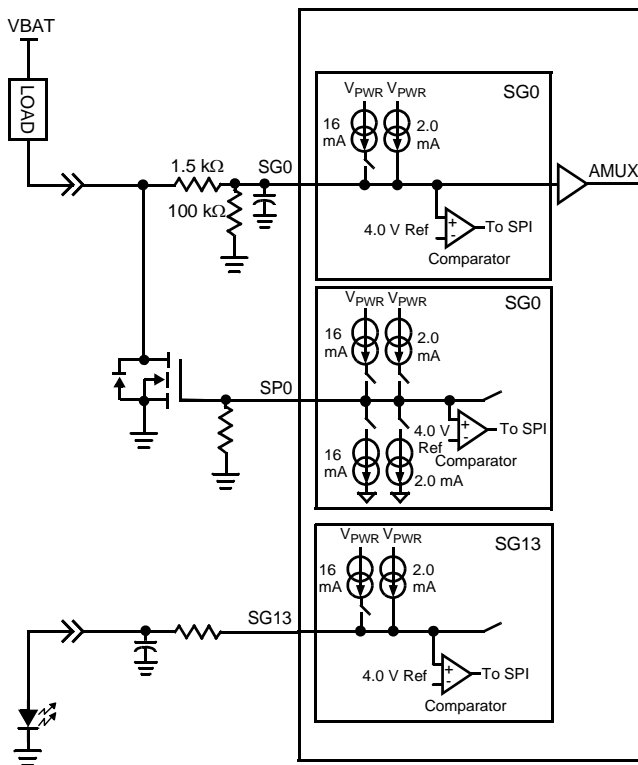 VBAT
LOAD
1.5 kΩ
100 kΩ
SG0
VPWR VPWR
SG0
16 mA
2.0 mA
4.0 V Ref
+
-
To SPI
Comparator
AMUX
SP0
VPWR VPWR
SG0
16 mA
2.0 mA
16 mA
2.0 mA
4.0 V Ref
+
-
To SPI
Comparator
SG13
VPWR VPWR
SG13
16 mA
2.0 mA
4.0 V Ref
+
-
To SPI
Comparator